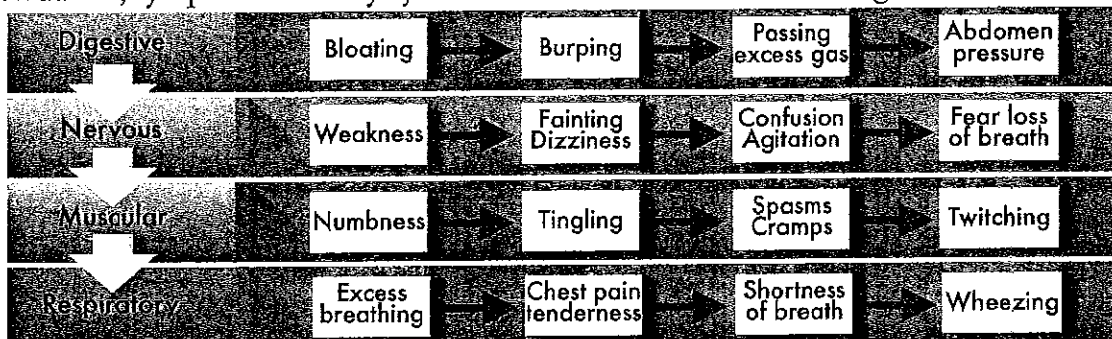 Digestive
Bloating
Burping
Passing
excess gas
Abdomen
pressure
Nervous
Weakness
Fainting
Dizziness
Confusion
Agitation
Fear loss
of breath
Muscular
Numbness
Tingling
Spasms
Cramps
Twitching
Respiratory
Excess
breathing
Chest pain
tenderness
Shortness
of breath
Wheezing